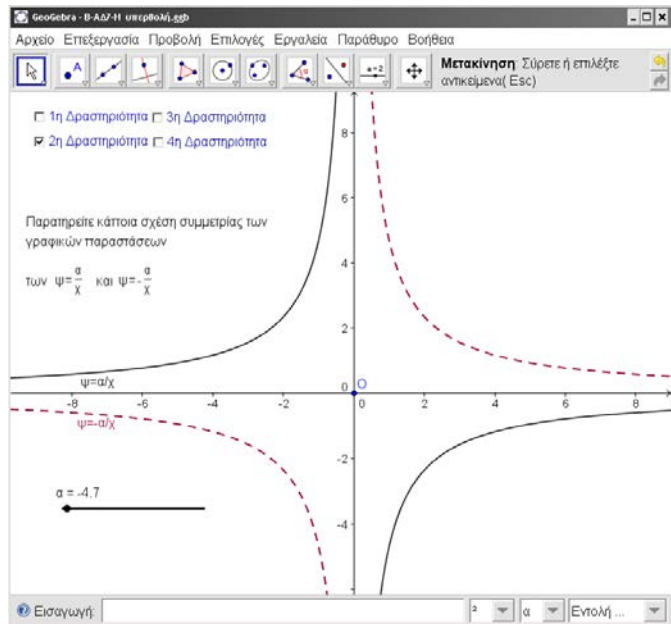 GeoGebra - Β-ΑΔ7-Η υπερβολή.ggb
Αρχείο Επεξεργασία Προβολή Επιλογές Εργαλεία Παράθυρο Βοήθεια
A α a=2 Μετακίνηση: Σύρετε ή επιλέξτε
αντικείμενα( Esc)
1η Δραστηριότητα 3η Δραστηριότητα
2η Δραστηριότητα 4η Δραστηριότητα
Παρατηρείτε κάποια σχέση συμμετρίας των
γραφικών παραστάσεων
των ψ=α/χ και ψ=-α/χ
8
6
4
2
0
ψ=α/χ
O
-8 -6 -4 -2 0 2 4 6 8
ψ=-α/χ
-2
α = -4.7
-4
Εισαγωγή: ² α Εντολή ...